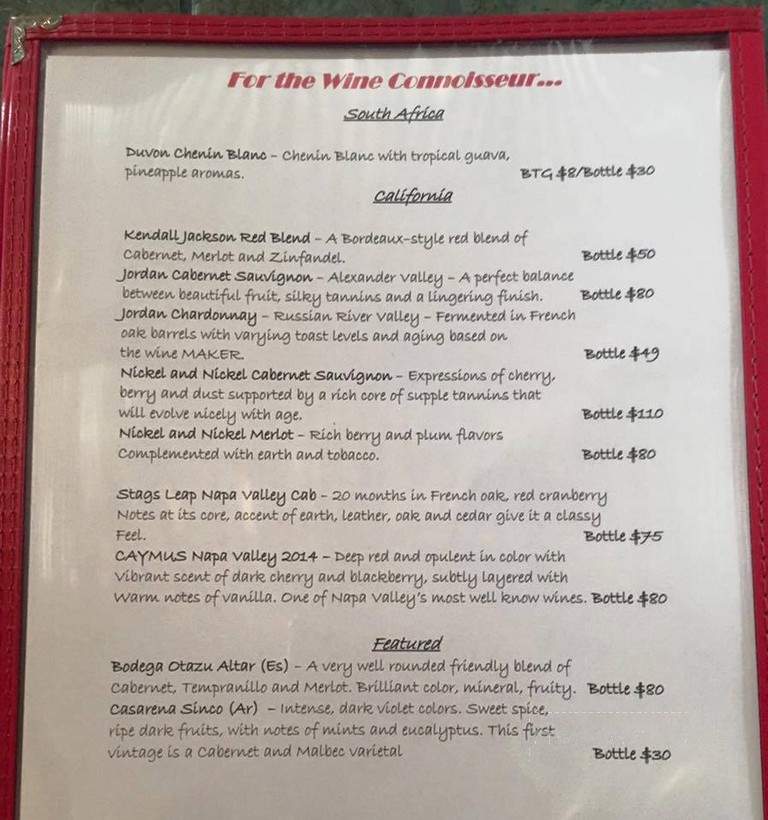 For the Wine Connoisseur...
South Africa
Duvon Chenin Blanc – Chenin Blanc with tropical guava,
pineapple aromas. BTG $8/Bottle $30
California
Kendall Jackson Red Blend – A Bordeaux-style red blend of
Cabernet, Merlot and Zinfandel. Bottle $50
Jordan Cabernet Sauvignon – Alexander Valley – A perfect balance
between beautiful fruit, silky tannins and a lingering finish. Bottle $80
Jordan Chardonnay – Russian River Valley – Fermented in French
oak barrels with varying toast levels and aging based on
the wine MAKER. Bottle $49
Nickel and Nickel Cabernet Sauvignon – Expressions of cherry,
berry and dust supported by a rich core of supple tannins that
will evolve nicely with age. Bottle $110
Nickel and Nickel Merlot – Rich berry and plum flavors
Complemented with earth and tobacco. Bottle $80
Stags Leap Napa Valley Cab – 20 months in French oak, red cranberry
Notes at its core, accent of earth, leather, oak and cedar give it a classy
Feel. Bottle $75
CAYMUS Napa Valley 2014 – Deep red and opulent in color with
Vibrant scent of dark cherry and blackberry, subtly layered with
Warm notes of vanilla. One of Napa Valley's most well know wines. Bottle $80
Featured
Bodega Otazu Altar (Es) – A very well rounded friendly blend of
Cabernet, Tempranillo and Merlot. Brilliant color, mineral, fruity. Bottle $80
Casarena Sinco (Ar) – Intense, dark violet colors. Sweet spice,
ripe dark fruits, with notes of mints and eucalyptus. This first
vintage is a Cabernet and Malbec varietal Bottle $30